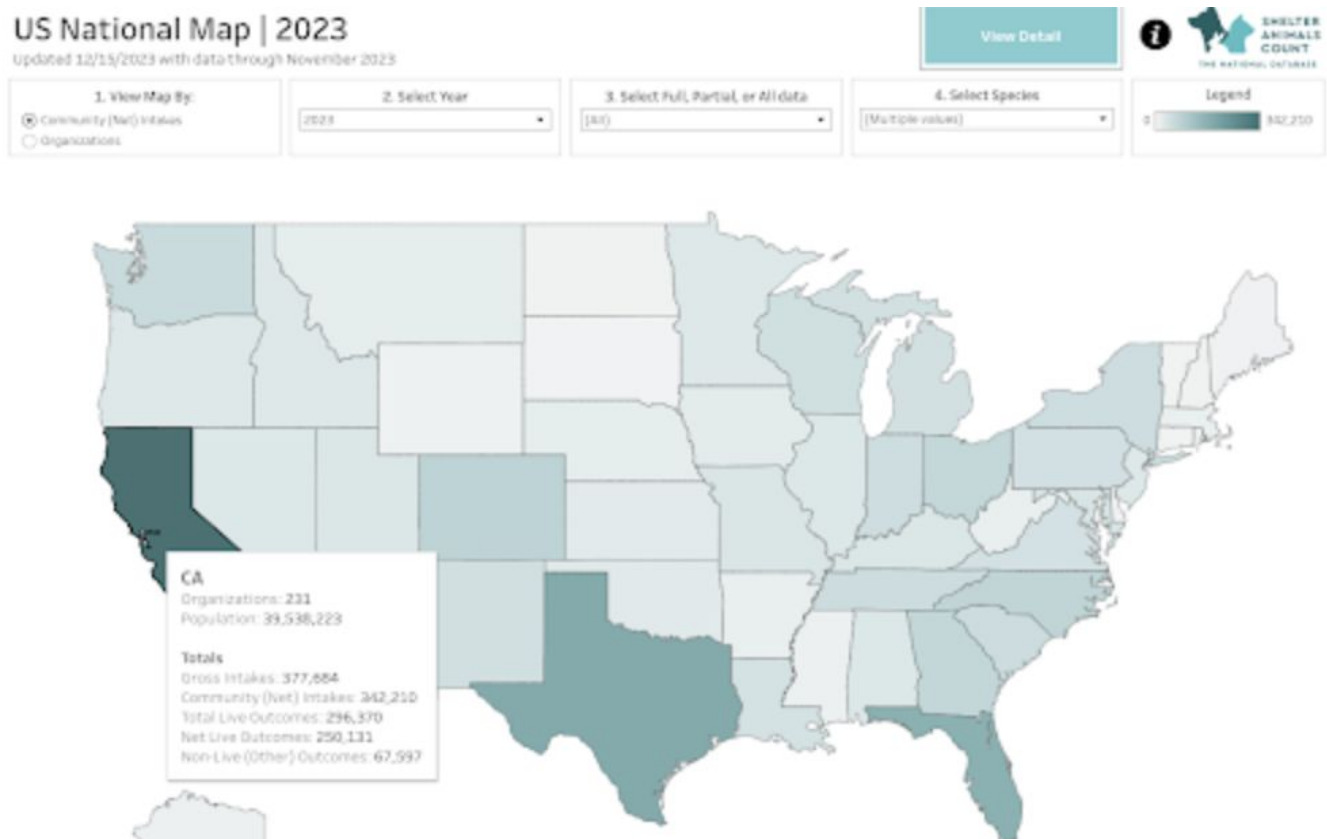 US National Map | 2023
Updated 12/15/2023 with data through November 2023
View Detail
i
SHELTER
ANIMALS
COUNT
THE NATIONAL DATABASE
1. View Map By:
Community (Net) Intakes
Organizations
2. Select Year
2023
3. Select Full, Partial, or All data
(All)
4. Select Species
(Multiple values)
Legend
0 342,210
CA
Organizations: 231
Population: 39,538,223
Totals
Gross Intakes: 377,684
Community (Net) Intakes: 342,210
Total Live Outcomes: 296,370
Net Live Outcomes: 250,131
Non-Live (Other) Outcomes: 67,597